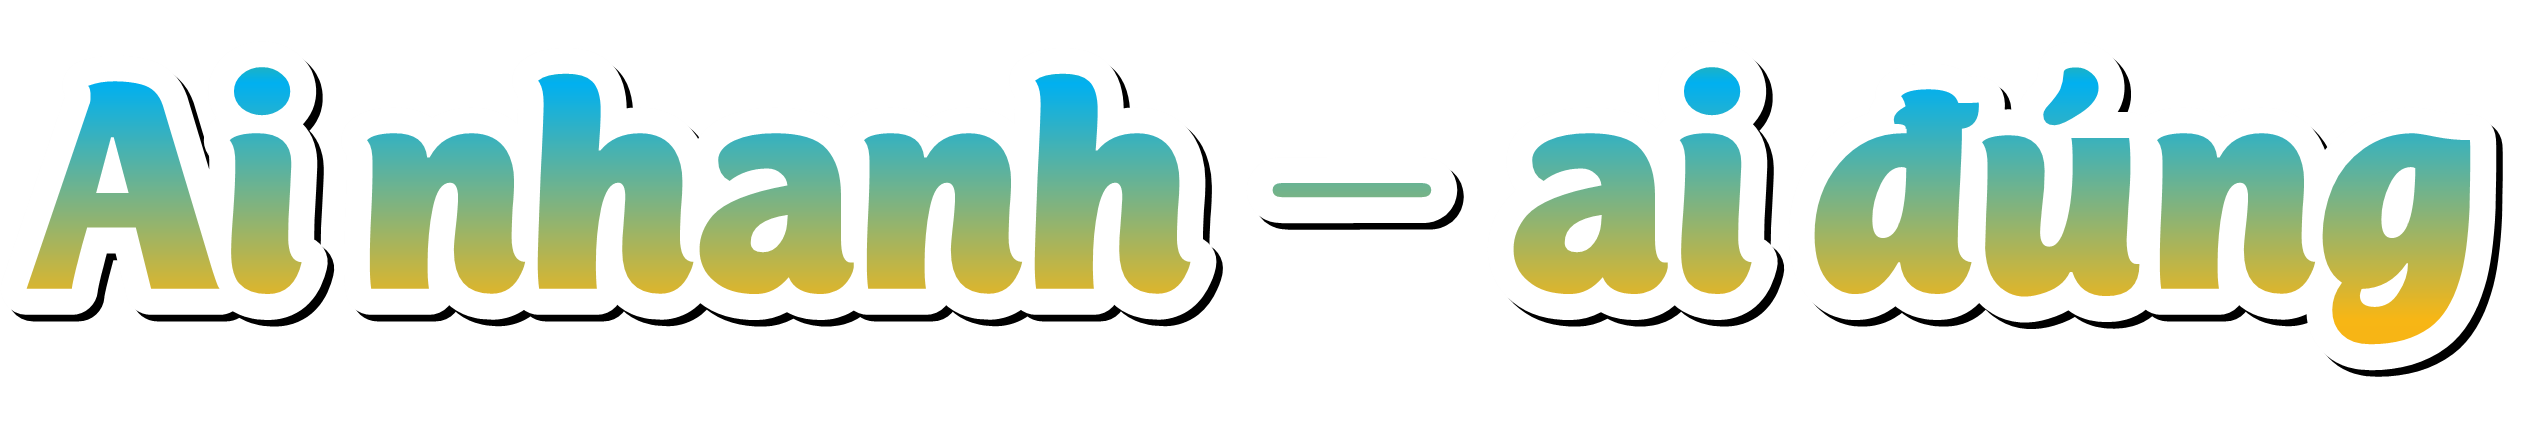 Ai nhanh – ai đúng